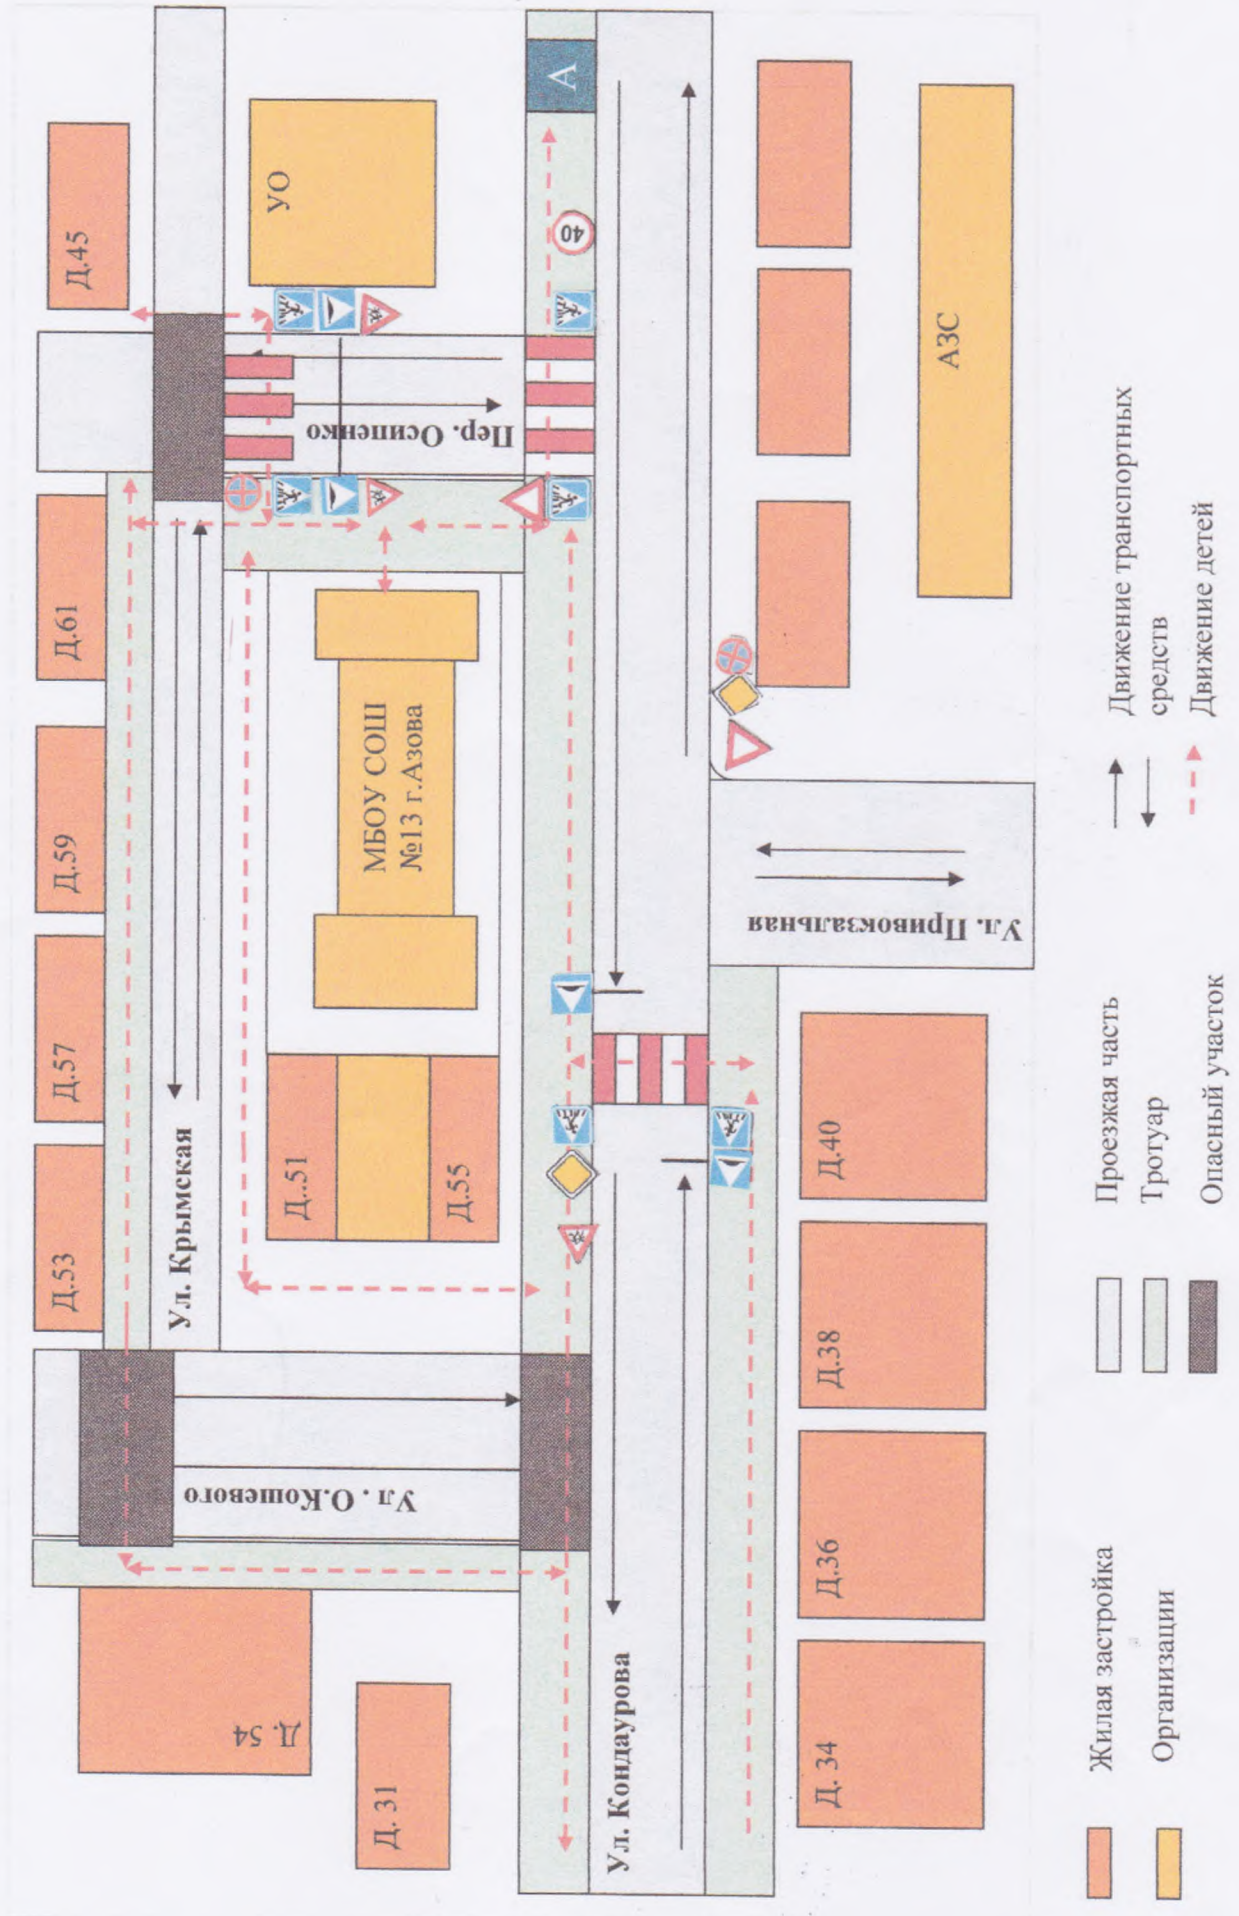 Д.53
Д.57
Д.59
Д.61
Д.45
Д. 54
Д. 31
Ул. Крымская
Ул . О.Кошевого
Д..51
Д.55
МБОУ СОШ
№13 г.Азова
Пер. Осипенко
УО
А
40
Ул. Кондаурова
Ул. Привокзальная
Д. 34
Д.36
Д.38
Д.40
АЗС
Жилая застройка
Организации
Проезжая часть
Тротуар
Опасный участок
Движение транспортных
средств
Движение детей